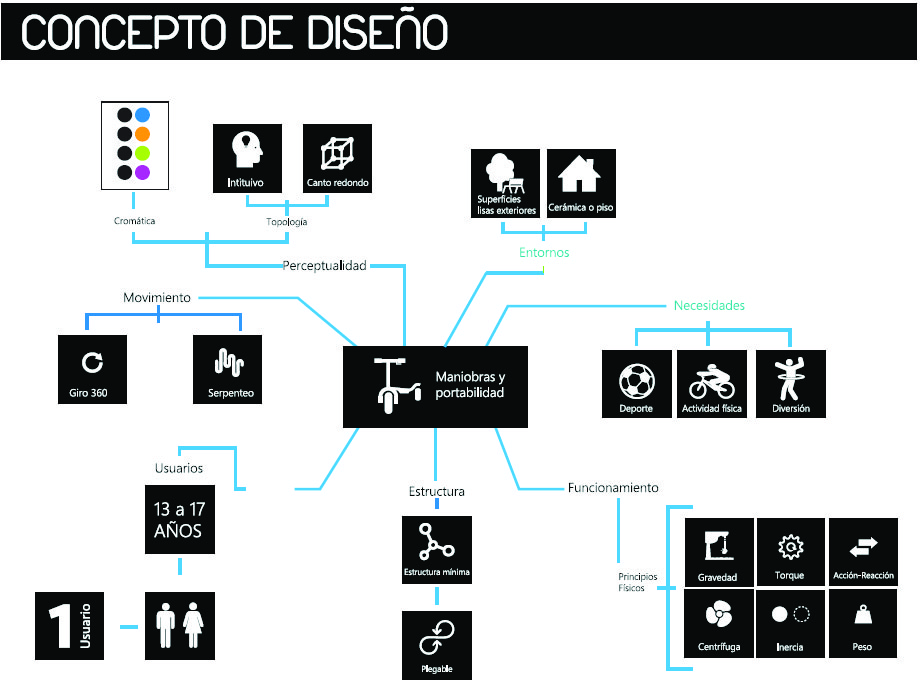 CONCEPTO DE DISEÑO
Intituivo
Canto redondo
Cromática
Topología
Perceptualidad
Superficies
lisas exteriores
Cerámica o piso
Entornos
Movimiento
Giro 360
Serpenteo
Necesidades
Deporte
Actividad física
Diversión
Maniobras y
portabilidad
Usuarios
13 a 17
AÑOS
1
Usuario
Estructura
Estructura mínima
Plegable
Funcionamiento
Principios
Físicos
Gravedad
Torque
Acción-Reacción
Centrífuga
Inercia
Peso